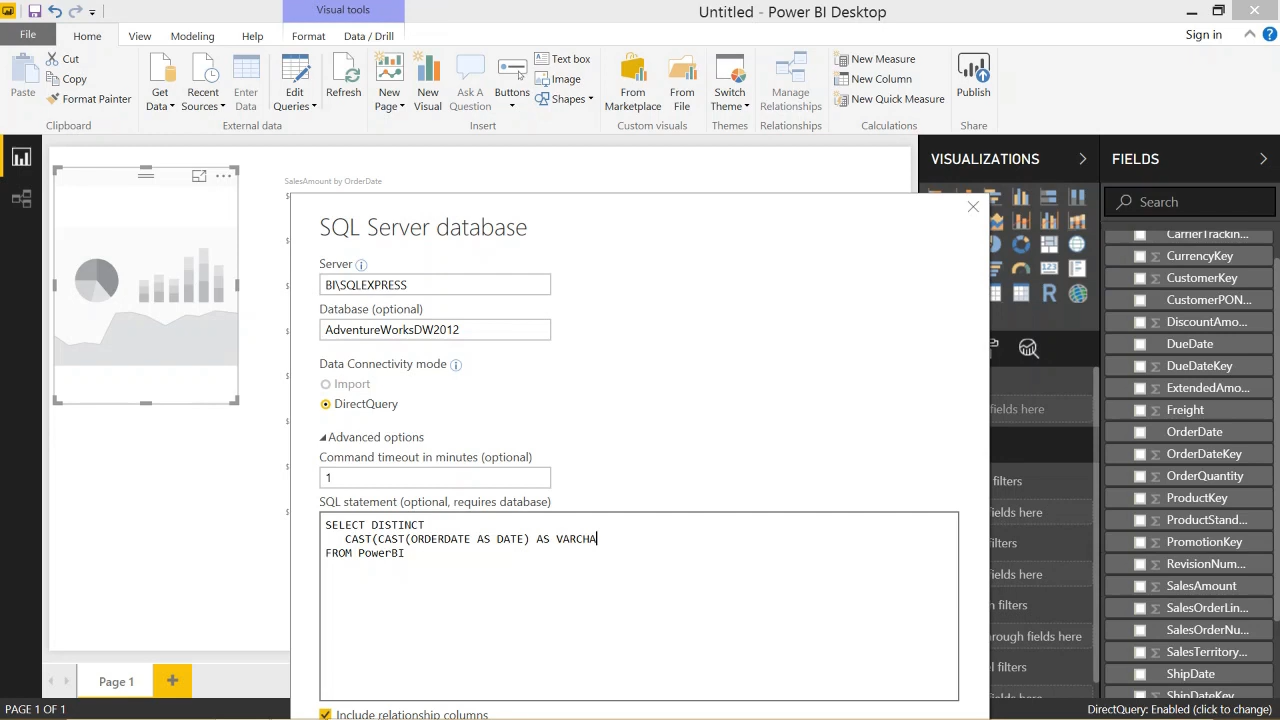 Visual tools
Untitled - Power BI Desktop
File
Home
View
Modeling
Help
Format
Data / Drill
Sign in
Paste
Cut
Copy
Format Painter
Clipboard
Get Data
Recent Sources
Enter Data
Edit Queries
Refresh
External data
New Page
New Visual
Ask A Question
Buttons
Text box
Image
Shapes
Insert
From Marketplace
From File
Custom visuals
Switch Theme
Themes
Manage Relationships
Relationships
New Measure
New Column
New Quick Measure
Calculations
Publish
Share
SalesAmount by OrderDate
SQL Server database
Server
BI\SQLEXPRESS
Database (optional)
AdventureWorksDW2012
Data Connectivity mode
Import
DirectQuery
Advanced options
Command timeout in minutes (optional)
1
SQL statement (optional, requires database)
SELECT DISTINCT
CAST(CAST(ORDERDATE AS DATE) AS VARCHA
FROM PowerBI
Include relationship columns
VISUALIZATIONS
fields here
filters
fields here
filters
fields here
filters
rough fields here
filters
fields here
FIELDS
Search
CarrierTrackin...
CurrencyKey
CustomerKey
CustomerPON...
DiscountAmo...
DueDate
DueDateKey
ExtendedAmo...
Freight
OrderDate
OrderDateKey
OrderQuantity
ProductKey
ProductStand...
PromotionKey
RevisionNum...
SalesAmount
SalesOrderLin...
SalesOrderNu...
SalesTerritory...
ShipDate
ShipDateKey
Page 1
PAGE 1 OF 1
DirectQuery: Enabled (click to change)